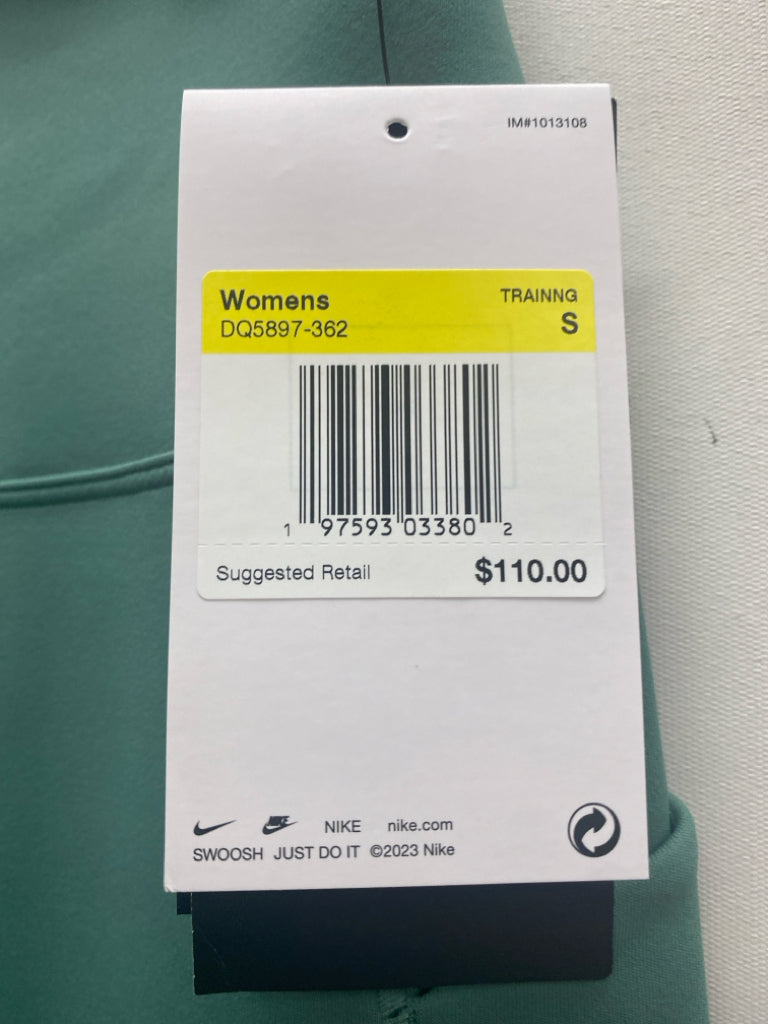 IM#1013108
Womens TRAINNG
DQ5897-362 S
1 97593 03380 2
Suggested Retail $110.00
NIKE nike.com
SWOOSH JUST DO IT ©2023 Nike